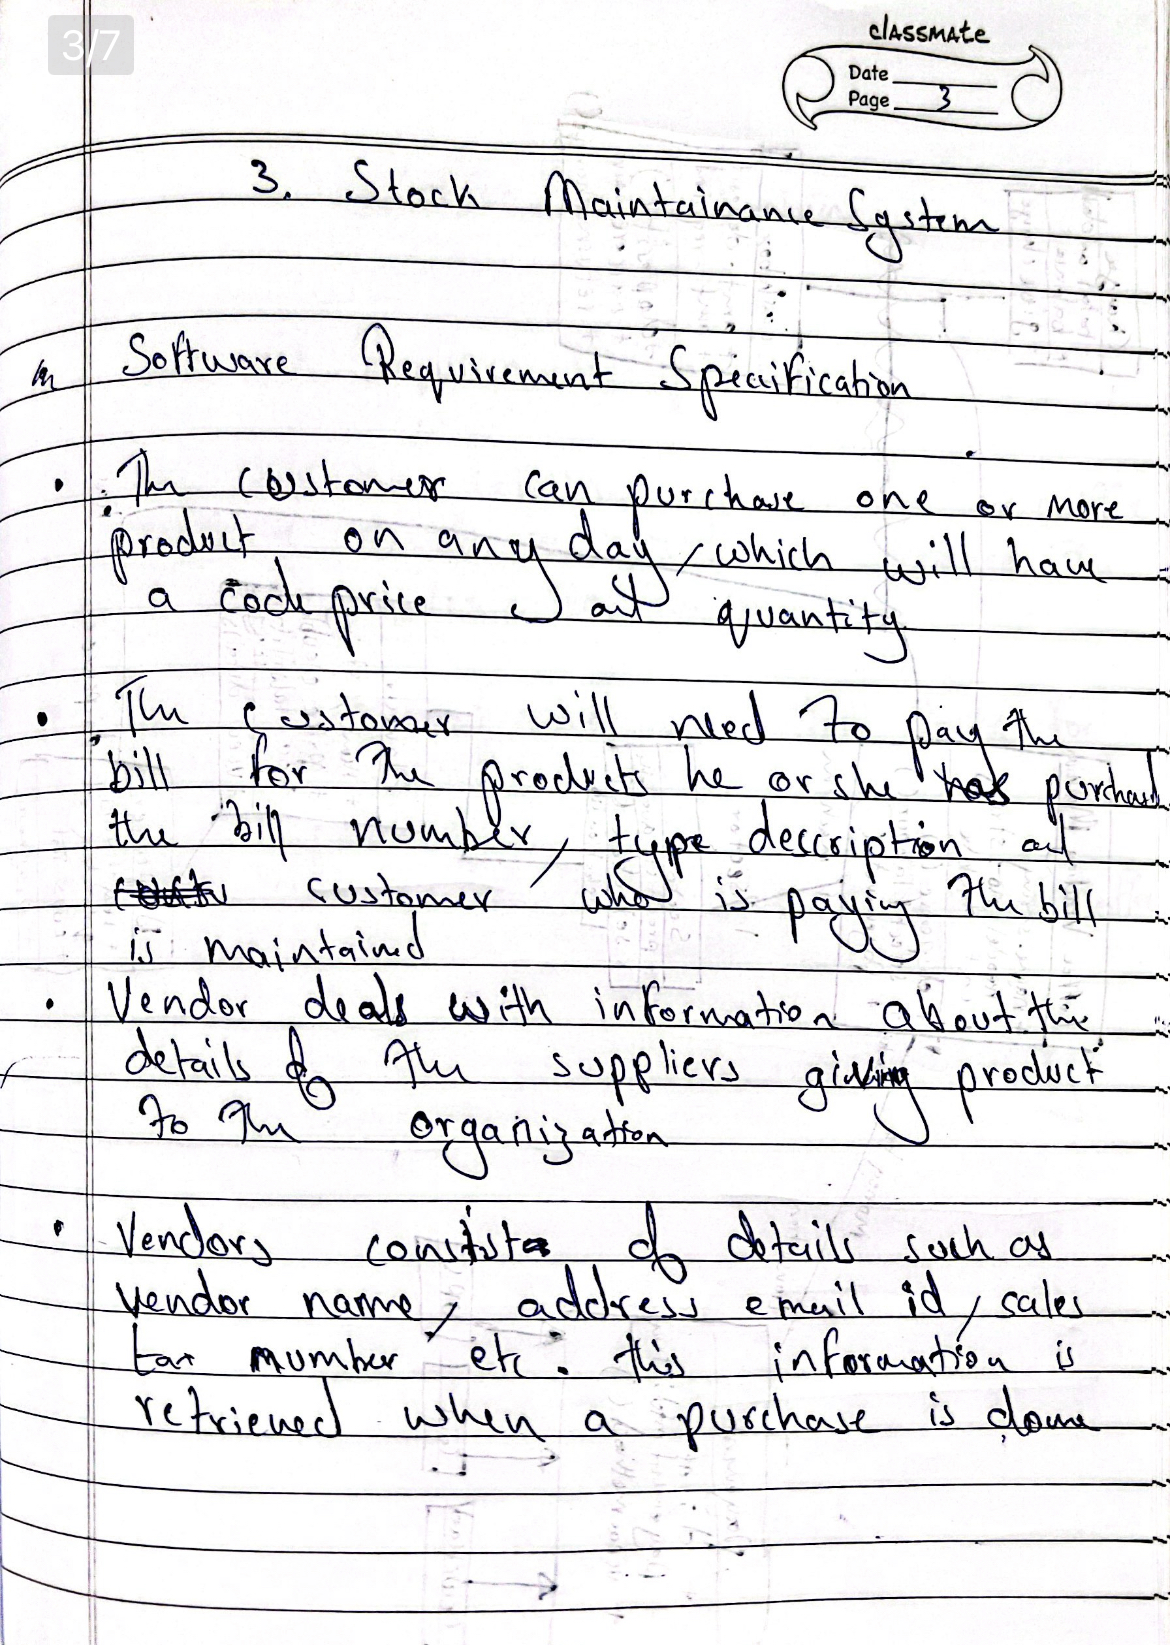 3/7
classmate
Date
Page 3
3. Stock Maintainance System
Software Requirement Specification
• The customer can purchase one or more
product on any day, which will have
a code price and quantity
• The customer will need to pay the
bill for the products he or she has purchased
the bill number, type description and
customer who is paying the bill
is maintained
• Vendor deals with information about the
details of the suppliers giving product
to the organization
• Vendors consist of details such as
vendor name, address email id, sales
tax mumber etc. this information is
retrieved when a purchase is done